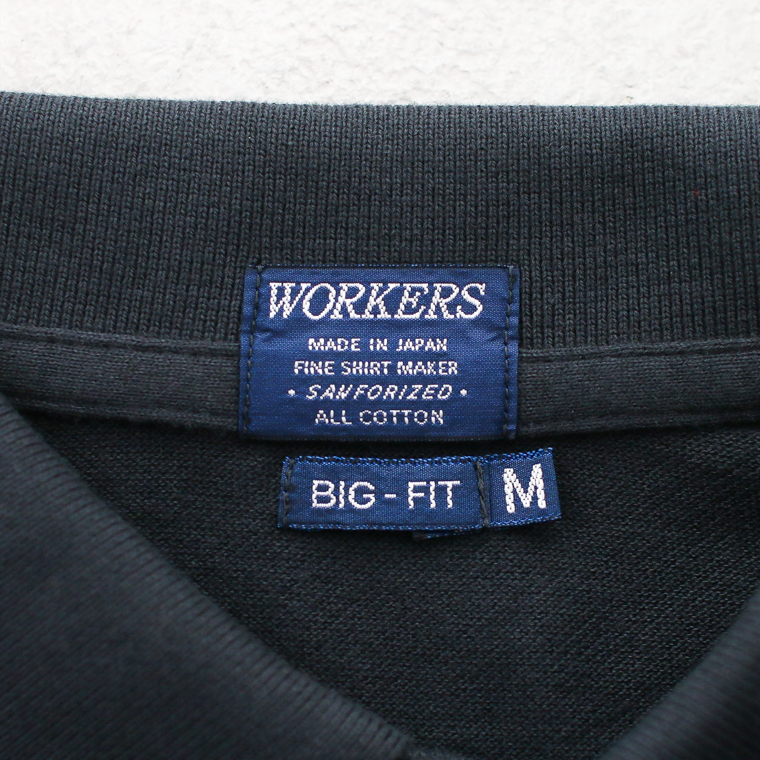 WORKERS
MADE IN JAPAN
FINE SHIRT MAKER
• SANFORIZED •
ALL COTTON
BIG - FIT M